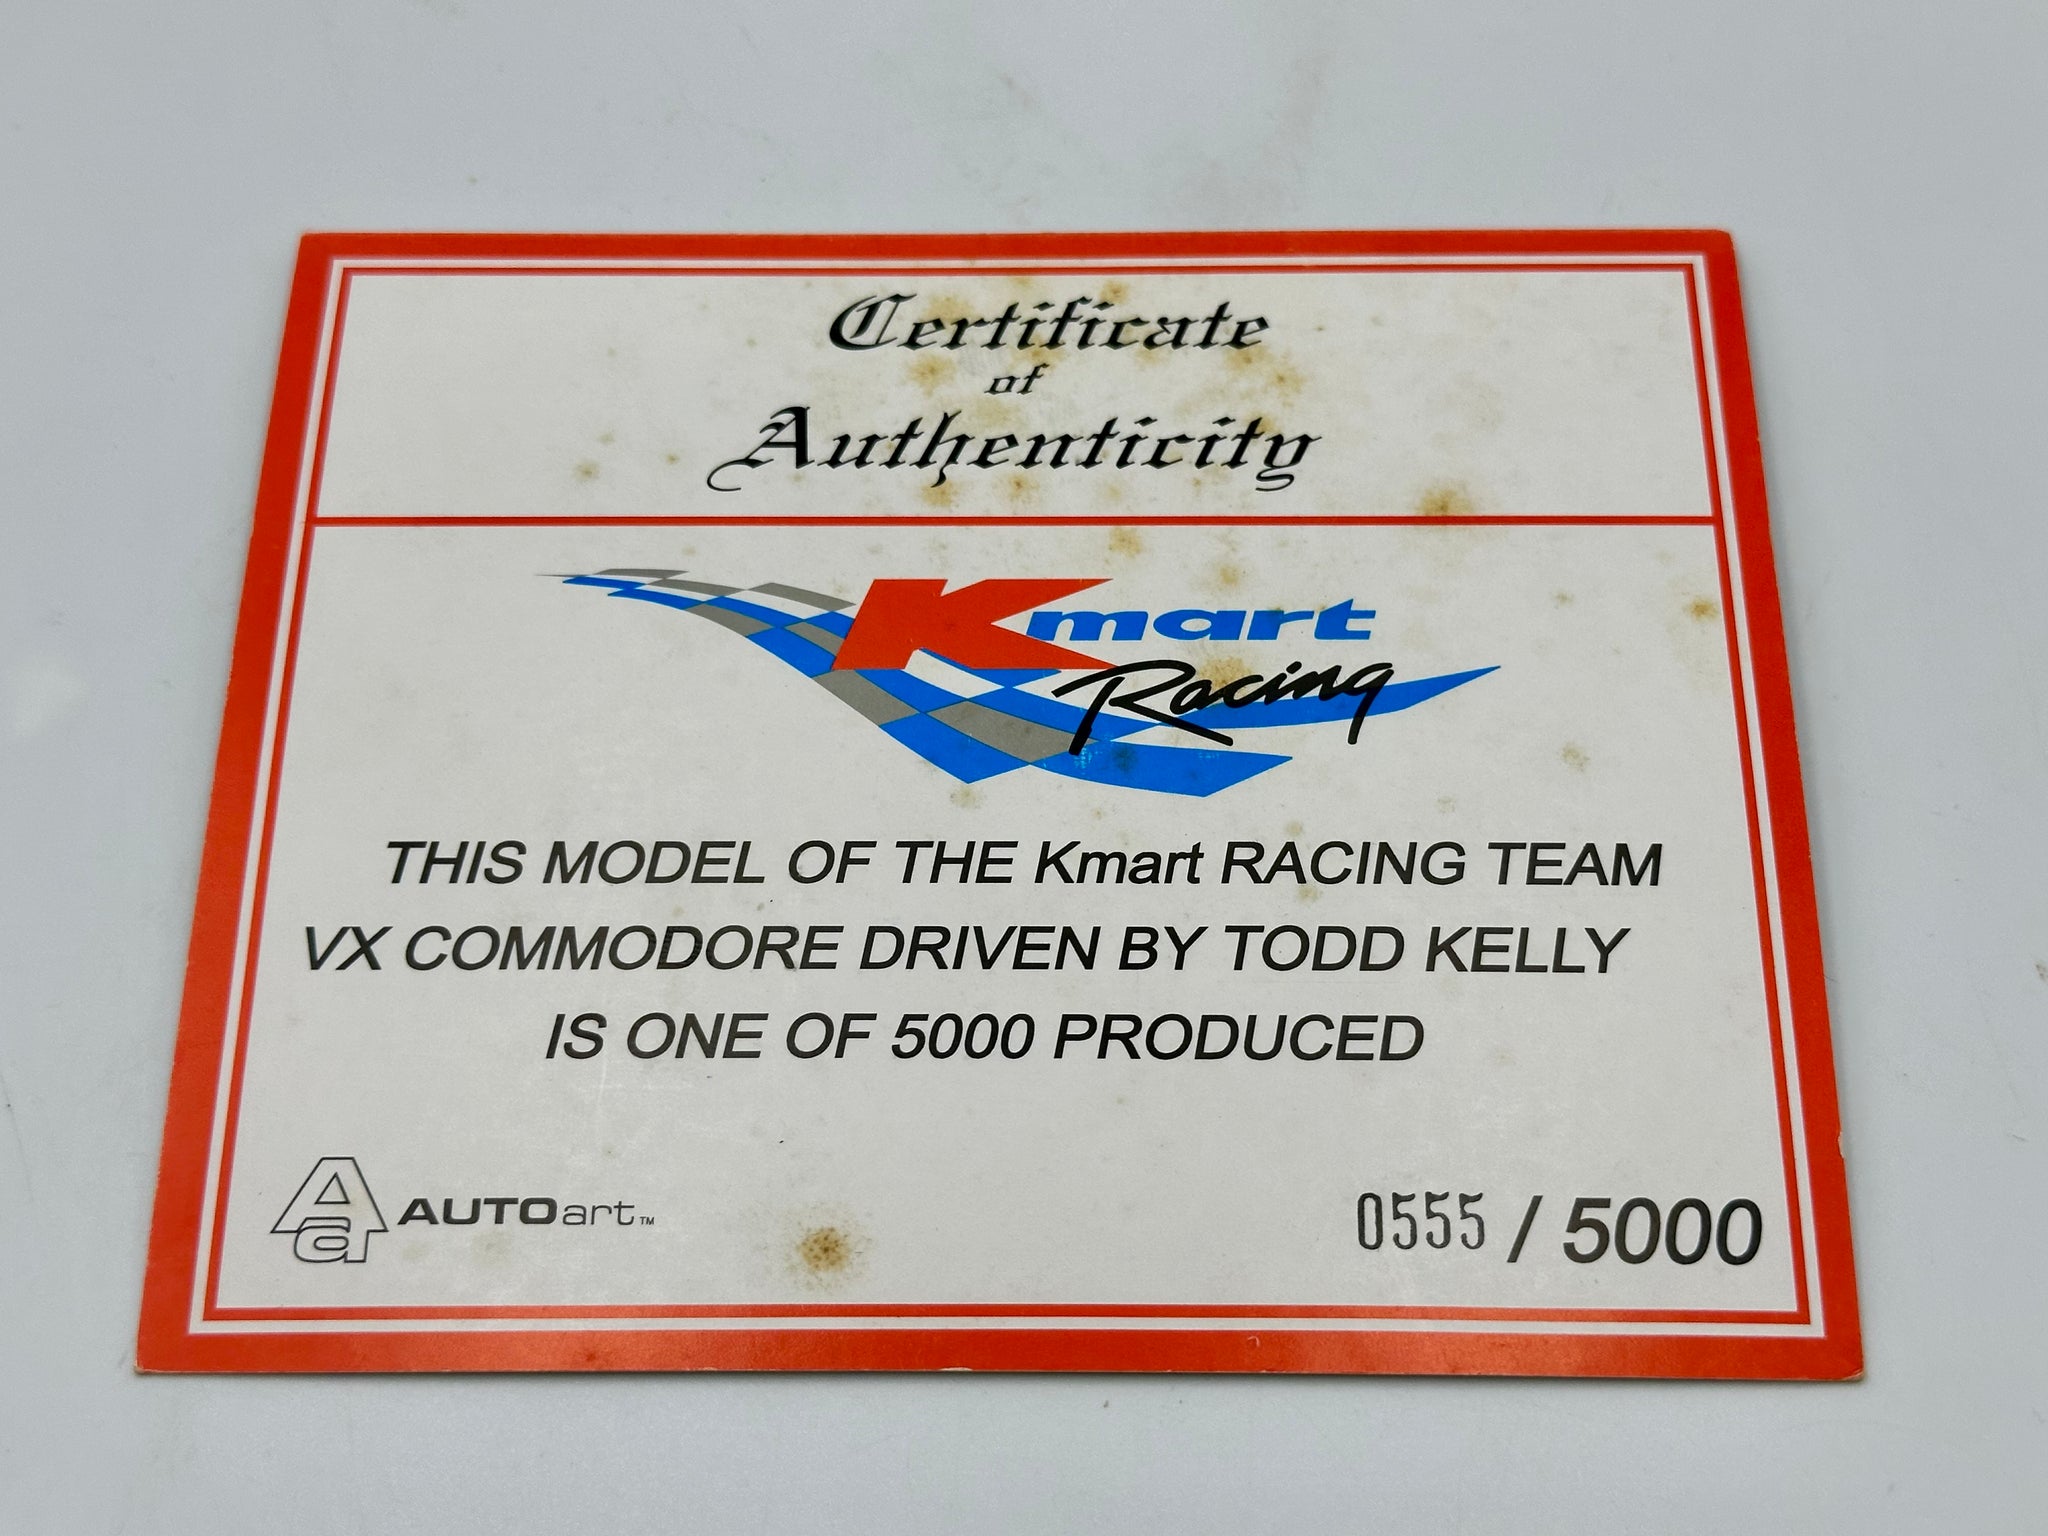 Certificate
of
Authenticity
Kmart
Racing
THIS MODEL OF THE Kmart RACING TEAM
VX COMMODORE DRIVEN BY TODD KELLY
IS ONE OF 5000 PRODUCED
Aa AUTOart™
0555 / 5000